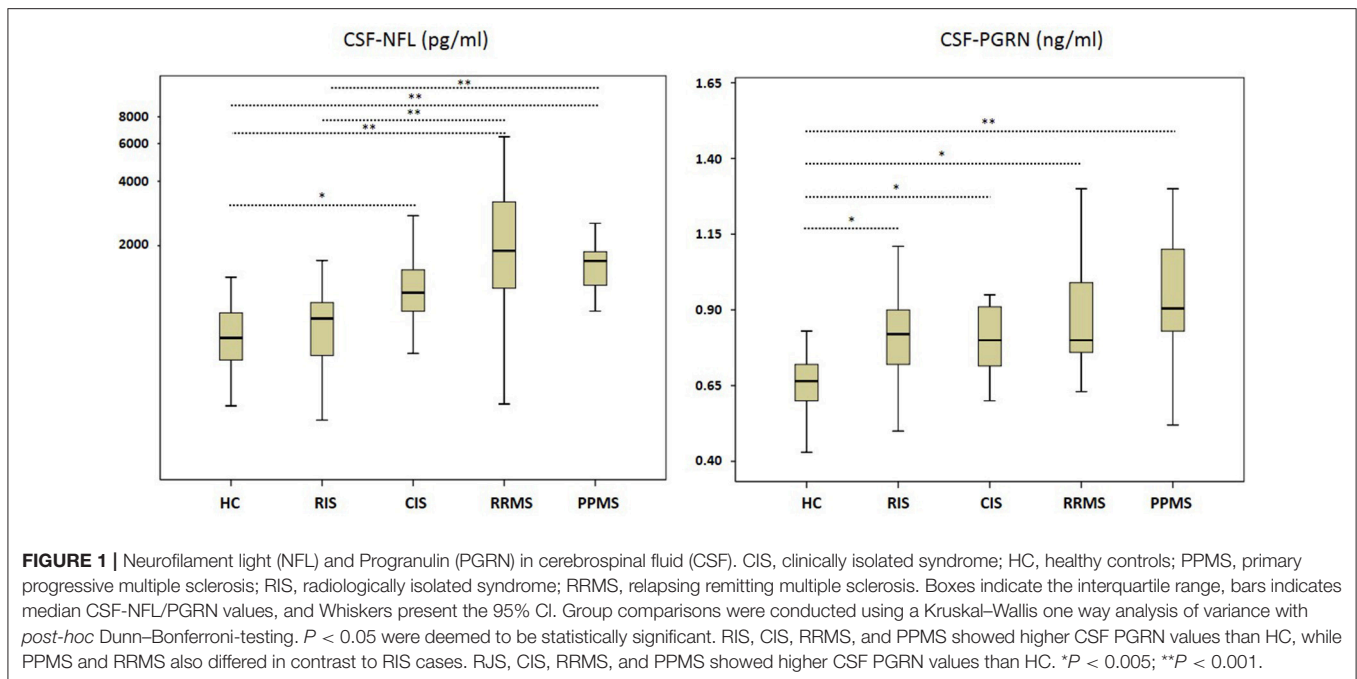 CSF-NFL (pg/ml)
**
**
**
**
*
8000
6000
4000
2000
HC RIS CIS RRMS PPMS
CSF-PGRN (ng/ml)
**
*
*
*
1.65
1.40
1.15
0.90
0.65
0.40
HC RIS CIS RRMS PPMS
FIGURE 1 | Neurofilament light (NFL) and Progranulin (PGRN) in cerebrospinal fluid (CSF). CIS, clinically isolated syndrome; HC, healthy controls; PPMS, primary
progressive multiple sclerosis; RIS, radiologically isolated syndrome; RRMS, relapsing remitting multiple sclerosis. Boxes indicate the interquartile range, bars indicates
median CSF-NFL/PGRN values, and Whiskers present the 95% CI. Group comparisons were conducted using a Kruskal–Wallis one way analysis of variance with
post-hoc Dunn–Bonferroni-testing. P < 0.05 were deemed to be statistically significant. RIS, CIS, RRMS, and PPMS showed higher CSF PGRN values than HC, while
PPMS and RRMS also differed in contrast to RIS cases. RJS, CIS, RRMS, and PPMS showed higher CSF PGRN values than HC. *P < 0.005; **P < 0.001.